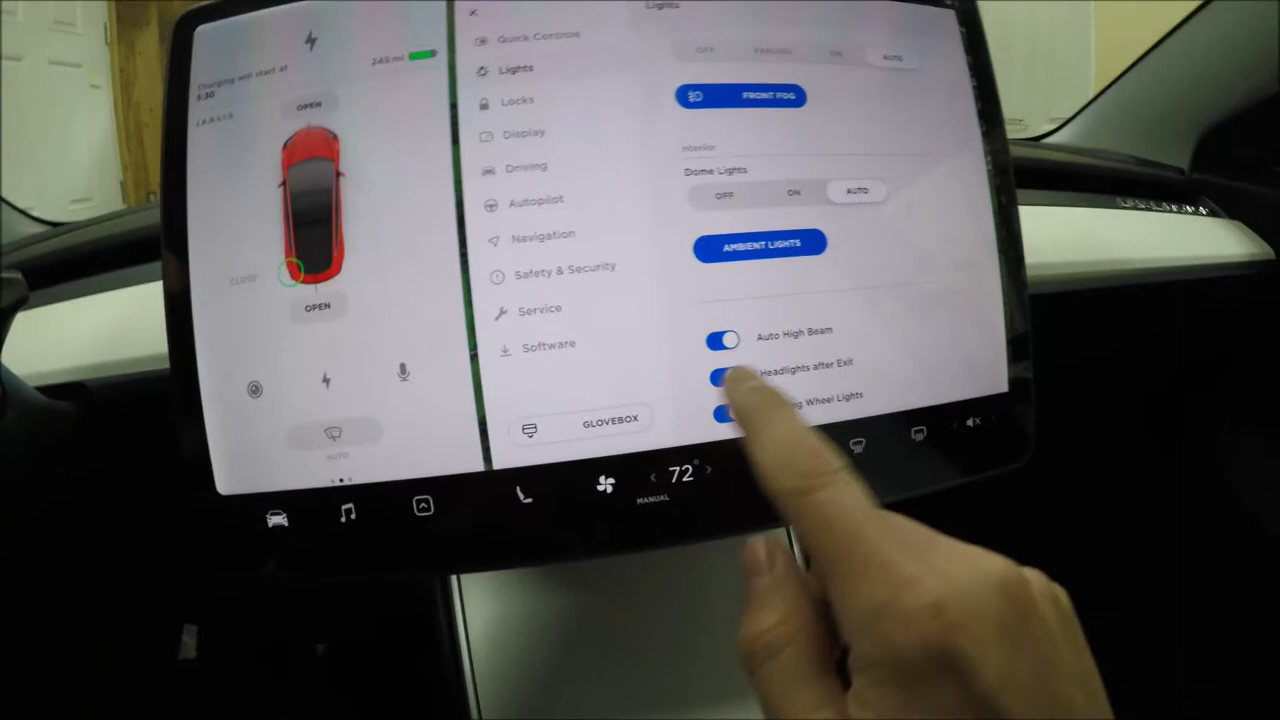 Charging will start at
5:30
245 mi
J.A.R.V.I.S
OPEN
CLOSE
OPEN
AUTO
Quick Controls
Lights
Locks
Display
Driving
Autopilot
Navigation
Safety & Security
Service
Software
GLOVEBOX
Lights
OFF PARKING ON AUTO
FRONT FOG
Interior
Dome Lights
OFF ON AUTO
AMBIENT LIGHTS
Auto High Beam
Headlights after Exit
Wheel Lights
72°
MANUAL